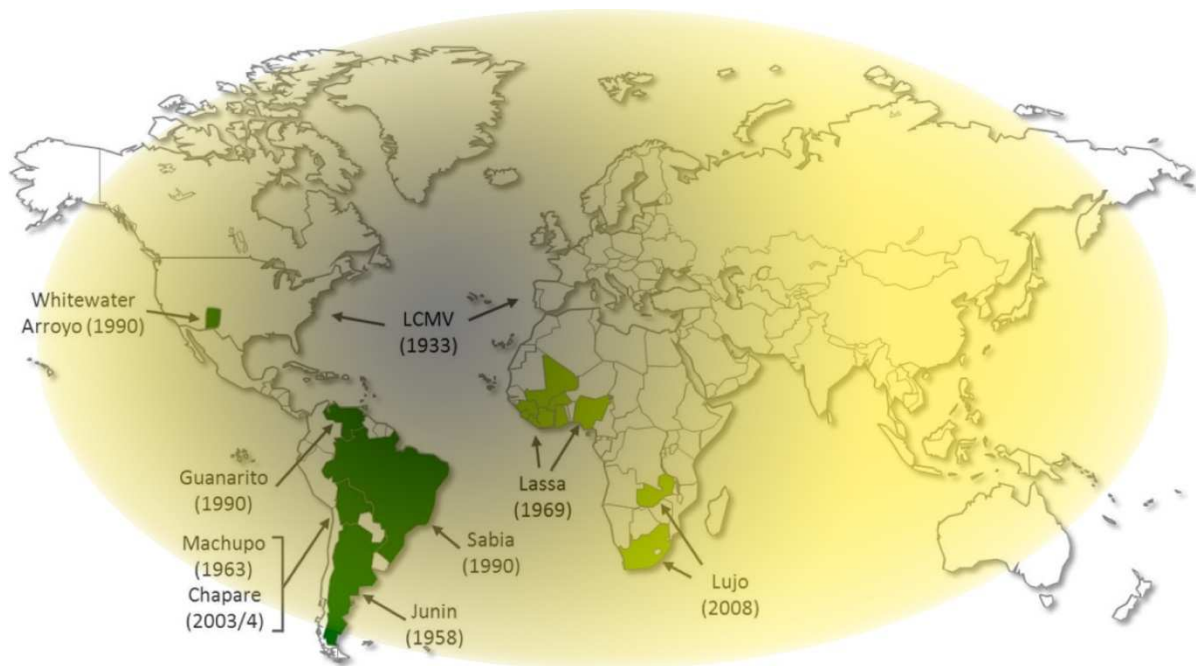 Whitewater
Arroyo (1990)
LCMV
(1933)
Guanarito
(1990)
Machupo
(1963)
Chapare
(2003/4)
Sabia
(1990)
Junin
(1958)
Lassa
(1969)
Lujo
(2008)